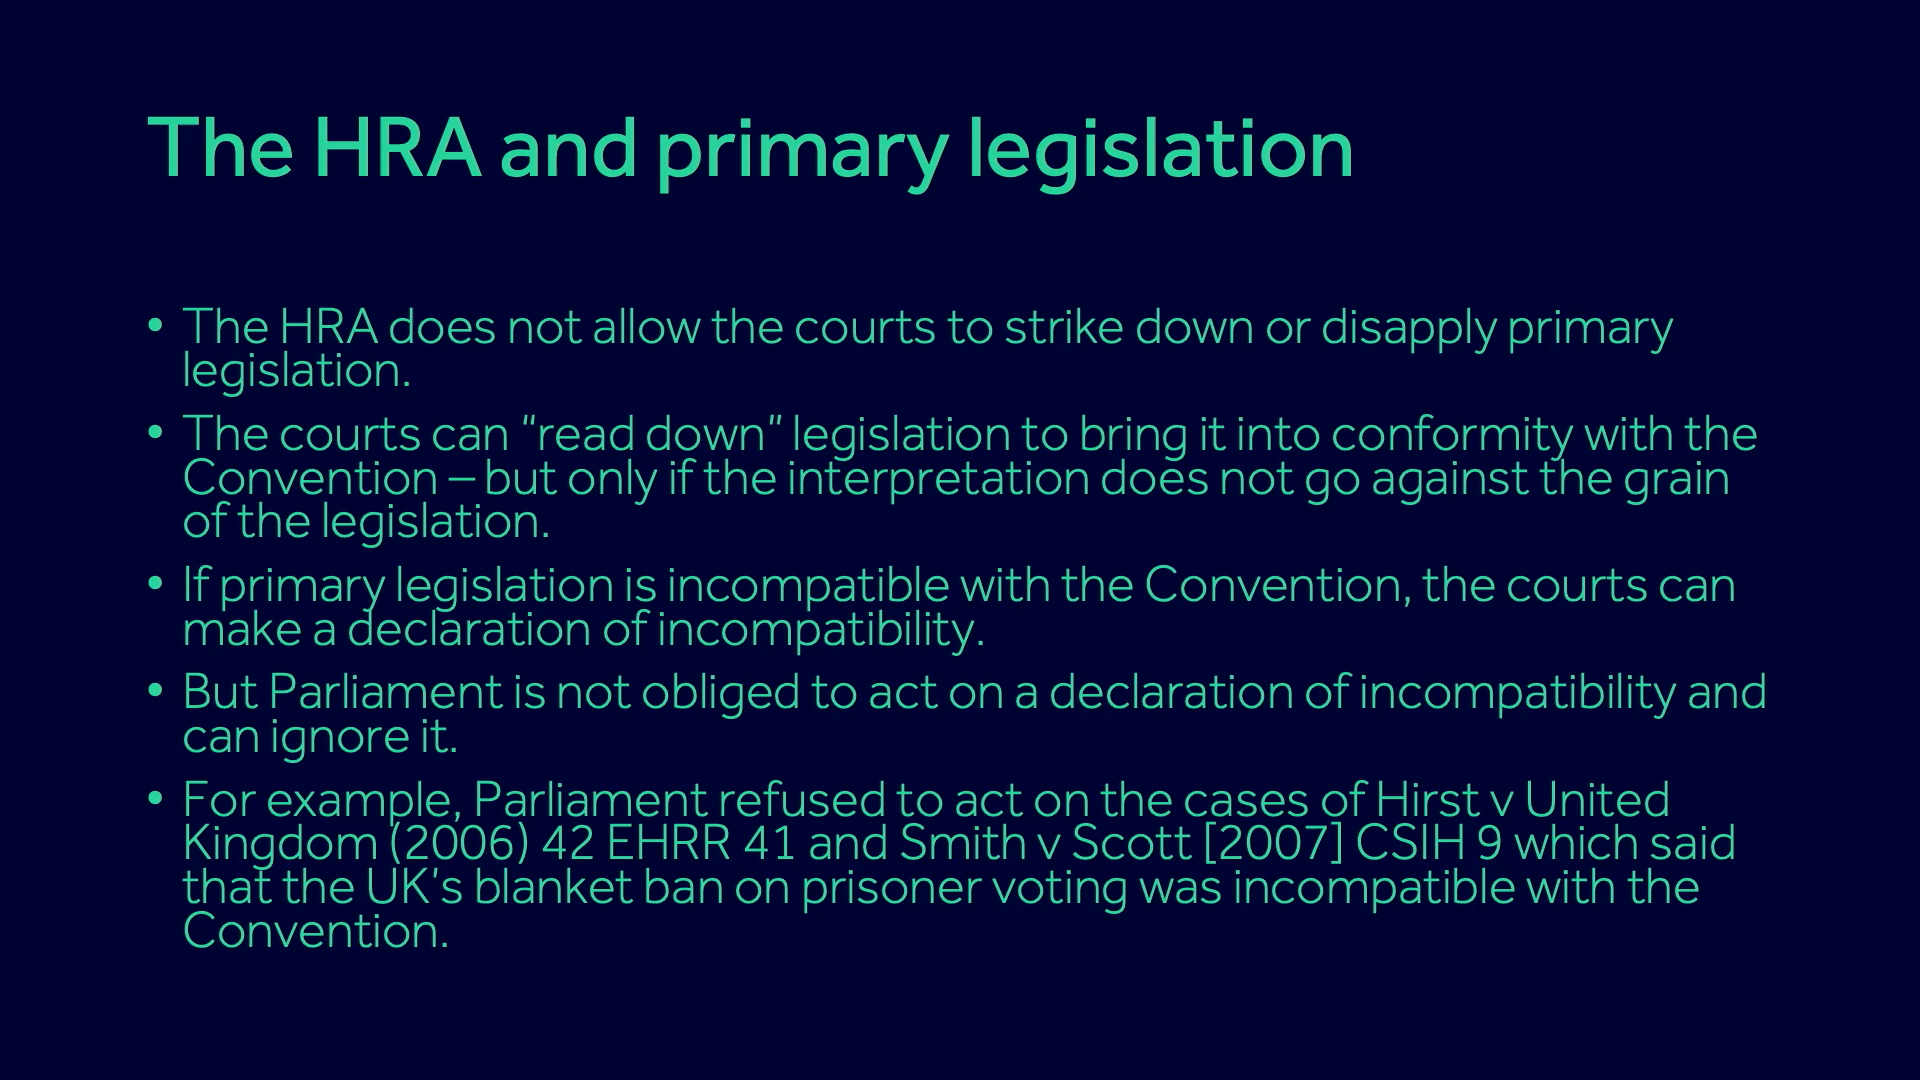 The HRA and primary legislation
• The HRA does not allow the courts to strike down or disapply primary
legislation.
• The courts can “read down” legislation to bring it into conformity with the
Convention – but only if the interpretation does not go against the grain
of the legislation.
• If primary legislation is incompatible with the Convention, the courts can
make a declaration of incompatibility.
• But Parliament is not obliged to act on a declaration of incompatibility and
can ignore it.
• For example, Parliament refused to act on the cases of Hirst v United
Kingdom (2006) 42 EHRR 41 and Smith v Scott [2007] CSIH 9 which said
that the UK’s blanket ban on prisoner voting was incompatible with the
Convention.